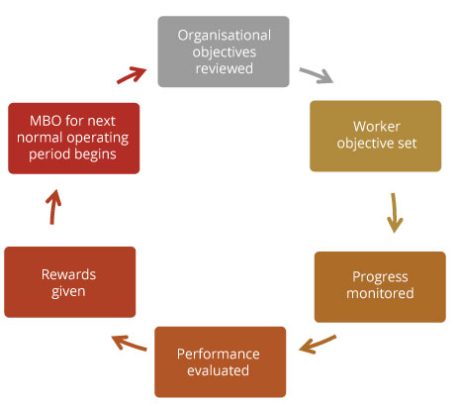 Organisational
objectives
reviewed
Worker
objective set
Progress
monitored
Performance
evaluated
Rewards
given
MBO for next
normal operating
period begins